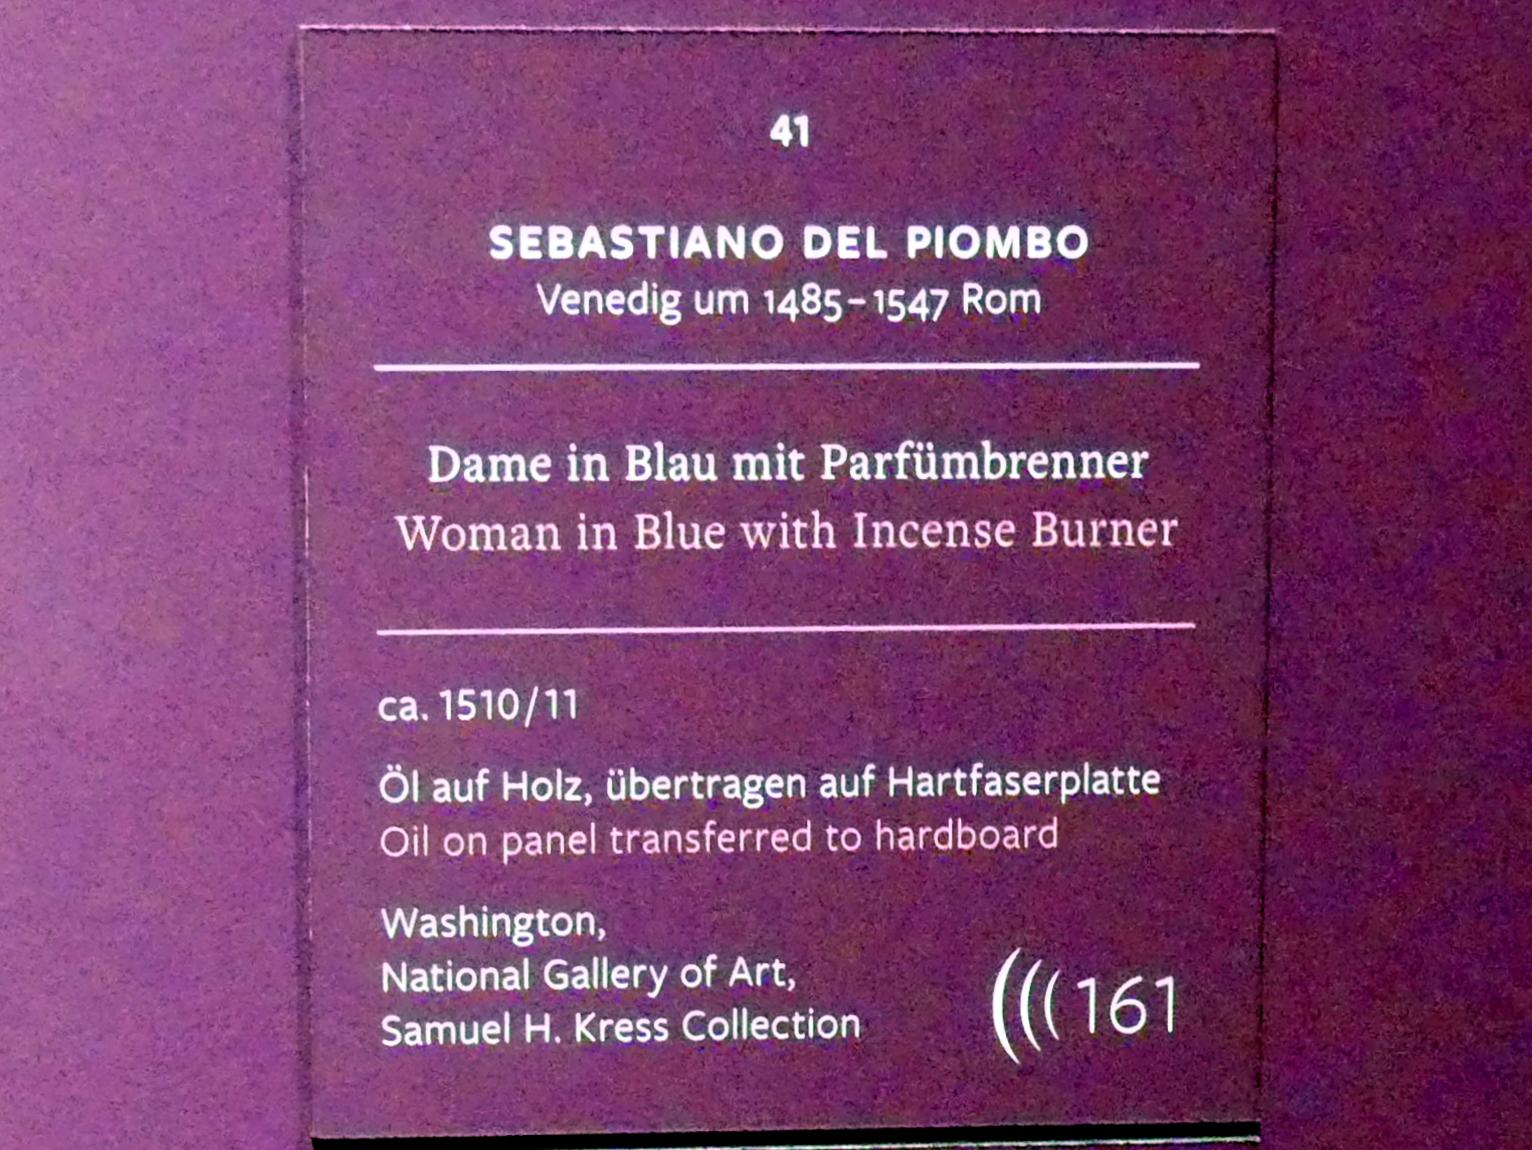 41
SEBASTIANO DEL PIOMBO
Venedig um 1485–1547 Rom
Dame in Blau mit Parfümbrenner
Woman in Blue with Incense Burner
ca. 1510/11
Öl auf Holz, übertragen auf Hartfaserplatte
Oil on panel transferred to hardboard
Washington,
National Gallery of Art,
Samuel H. Kress Collection
161